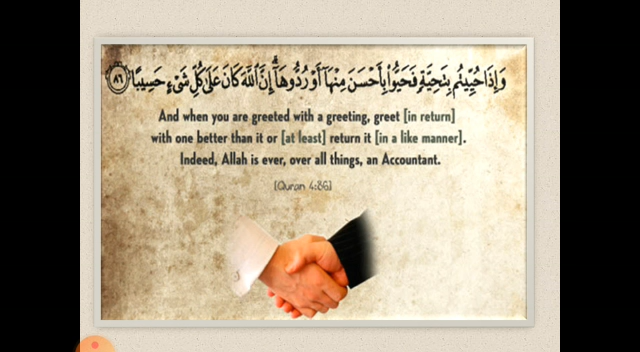 وَإِذَا حُيِّيتُم بِتَحِيَّةٍ فَحَيُّوا۟ بِأَحْسَنَ مِنْهَآ أَوْ رُدُّوهَآ ۗ إِنَّ ٱللَّهَ كَانَ عَلَىٰ كُلِّ شَىْءٍ حَسِيبًا ٨٦
And when you are greeted with a greeting, greet [in return]
with one better than it or [at least] return it [in a like manner].
Indeed, Allah is ever, over all things, an Accountant.
[Quran 4:86]